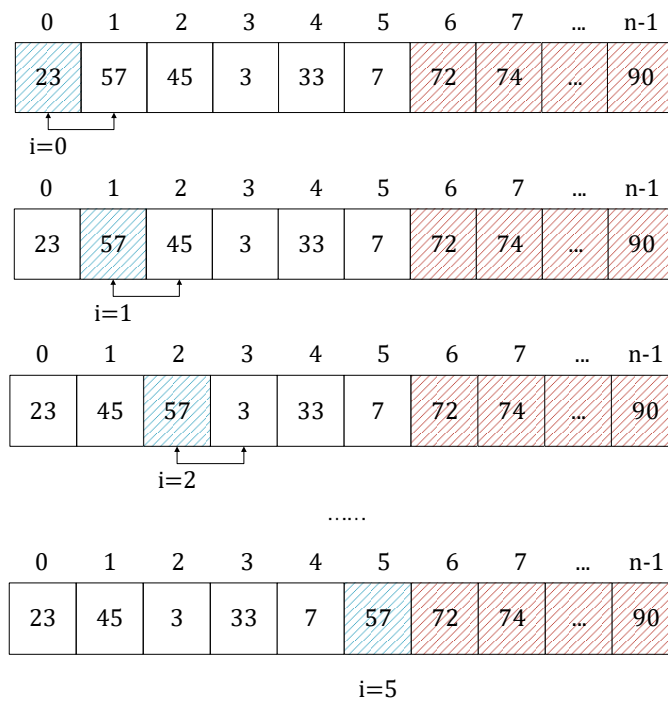 0 1 2 3 4 5 6 7 ... n-1
23 57 45 3 33 7 72 74 ... 90
i=0
0 1 2 3 4 5 6 7 ... n-1
23 57 45 3 33 7 72 74 ... 90
i=1
0 1 2 3 4 5 6 7 ... n-1
23 45 57 3 33 7 72 74 ... 90
i=2
......
0 1 2 3 4 5 6 7 ... n-1
23 45 3 33 7 57 72 74 ... 90
i=5